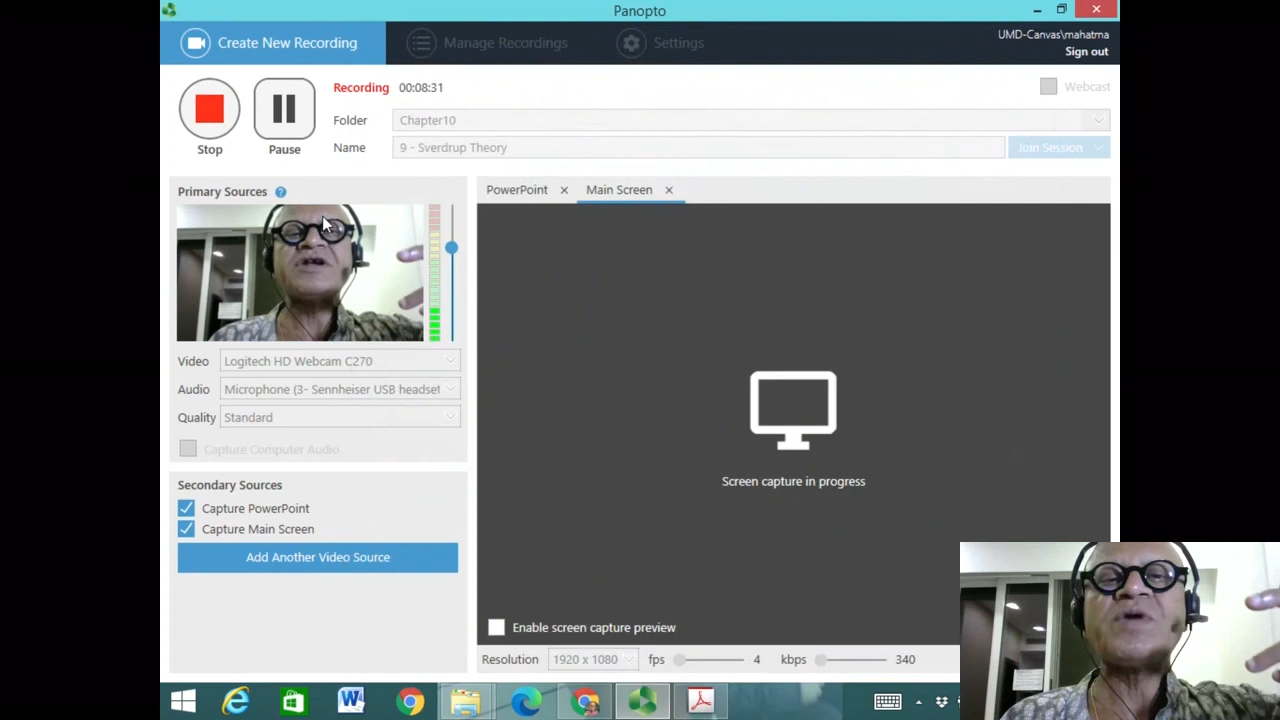 Panopto
Create New Recording
Manage Recordings
Settings
UMD-Canvas\mahatma
Sign out
Recording 00:08:31
Webcast
Folder Chapter10
Stop Pause
Name 9 - Sverdrup Theory
Join Session
Primary Sources ?
PowerPoint
Main Screen
Video Logitech HD Webcam C270
Audio Microphone (3- Sennheiser USB headset
Quality Standard
Capture Computer Audio
Screen capture in progress
Secondary Sources
Capture PowerPoint
Capture Main Screen
Add Another Video Source
Enable screen capture preview
Resolution 1920 x 1080 fps 4 kbps 340